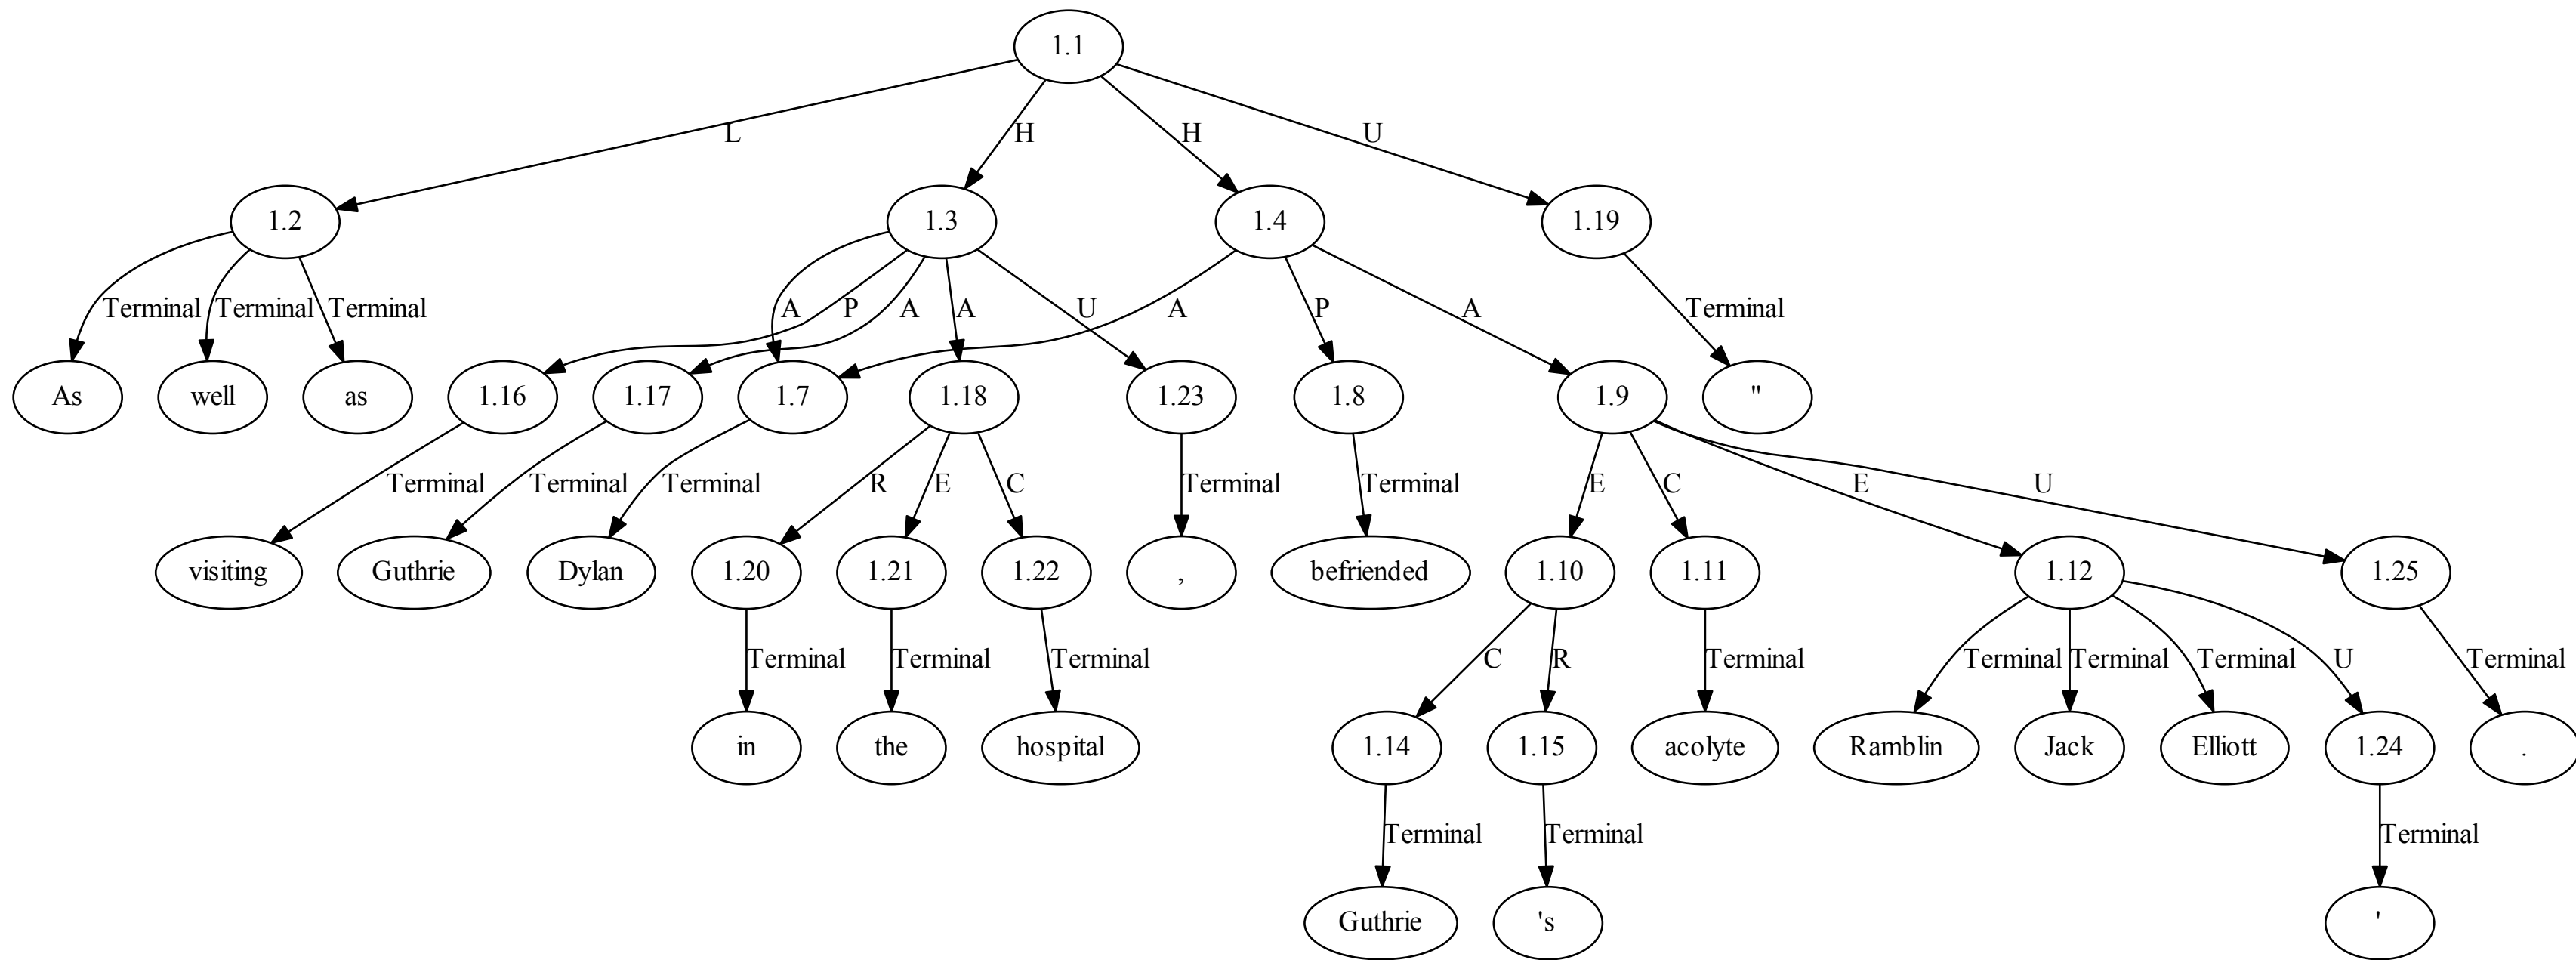 1.1
L H H U
1.2 1.3 1.4 1.19
Terminal Terminal Terminal A P A A U A P A Terminal
As well as 1.16 1.17 1.7 1.18 1.23 1.8 1.9 "
Terminal Terminal Terminal R E C Terminal Terminal E C E U
visiting Guthrie Dylan 1.20 1.21 1.22 , befriended 1.10 1.11 1.12 1.25
Terminal Terminal Terminal C R Terminal Terminal Terminal Terminal U Terminal
in the hospital 1.14 1.15 acolyte Ramblin Jack Elliott 1.24 .
Terminal Terminal Terminal
Guthrie 's '